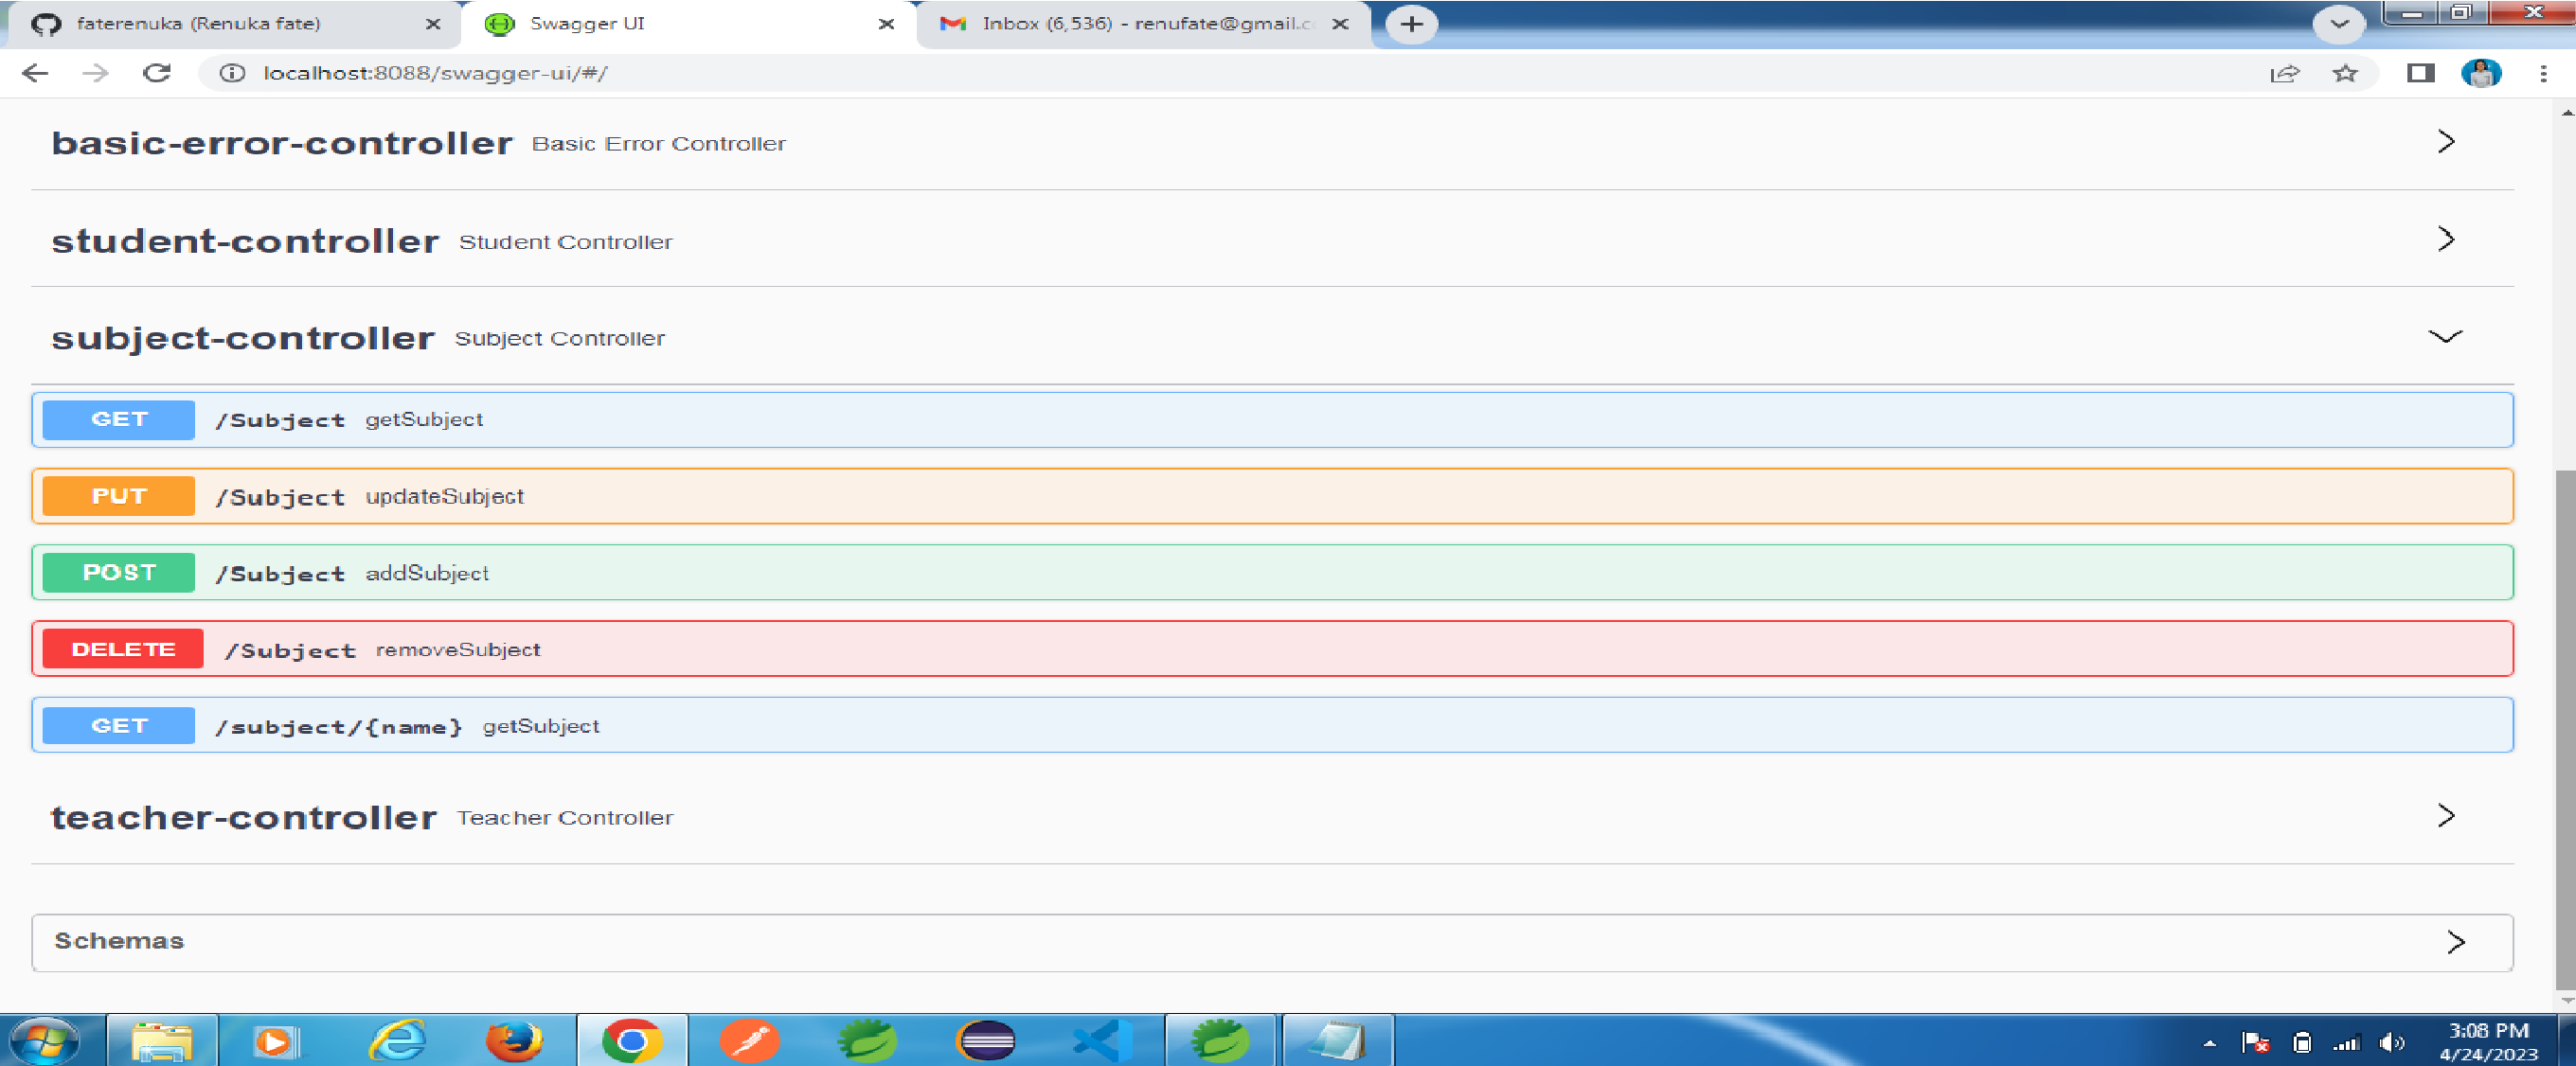 faterenuka (Renuka fate) Swagger UI Inbox (6,536) - renufate@gmail.c
localhost:8088/swagger-ui/#/
basic-error-controller Basic Error Controller
student-controller Student Controller
subject-controller Subject Controller
GET /Subject getSubject
PUT /Subject updateSubject
POST /Subject addSubject
DELETE /Subject removeSubject
GET /subject/{name} getSubject
teacher-controller Teacher Controller
Schemas
3:08 PM
4/24/2023